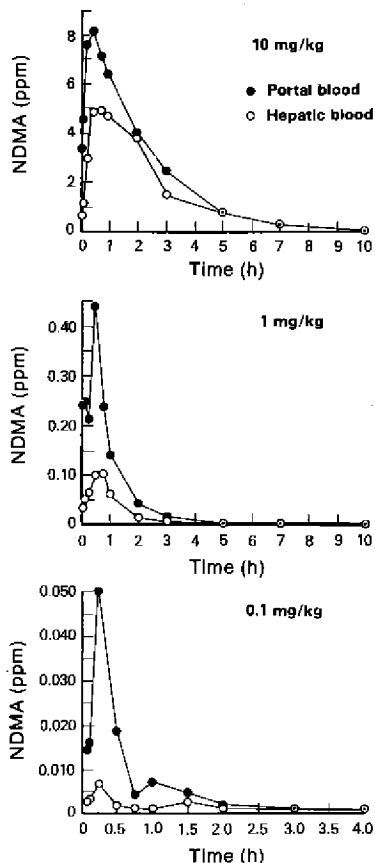 10 mg/kg
● Portal blood
○ Hepatic blood
NDMA (ppm)
8
6
4
2
0
0 1 2 3 4 5 6 7 8 9 10
Time (h)
1 mg/kg
NDMA (ppm)
0.40
0.30
0.20
0.10
0.00
0 1 2 3 4 5 6 7 8 9 10
Time (h)
0.1 mg/kg
NDMA (ppm)
0.050
0.040
0.030
0.020
0.010
0.000
0 0.5 1.0 1.5 2.0 2.5 3.0 3.5 4.0
Time (h)